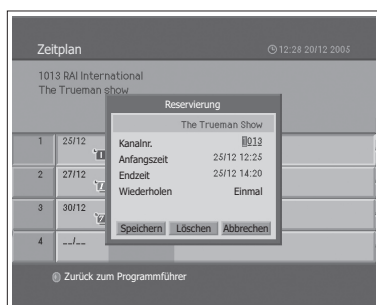 Zeitplan
12:28 20/12 2005
1013 RAI International
The Trueman show
Reservierung
The Trueman Show
Kanalnr. 1013
Anfangszeit 25/12 12:25
Endzeit 25/12 14:20
Wiederholen Einmal
Speichern Löschen Abbrechen
1 25/12
1
2 27/12
3 30/12
4 --/--
Zurück zum Programmführer